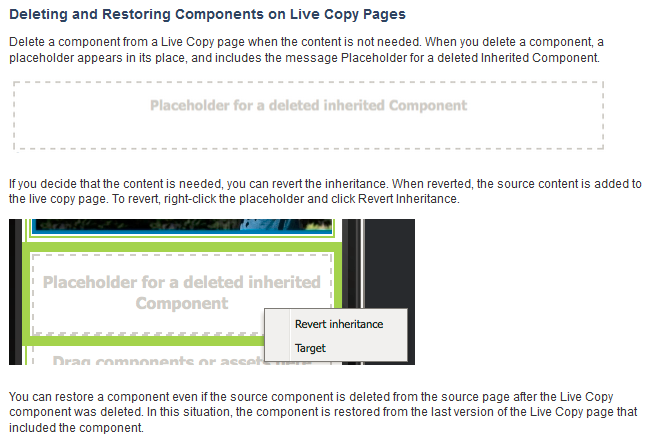 Deleting and Restoring Components on Live Copy Pages
Delete a component from a Live Copy page when the content is not needed. When you delete a component, a
placeholder appears in its place, and includes the message Placeholder for a deleted Inherited Component.
Placeholder for a deleted inherited Component
If you decide that the content is needed, you can revert the inheritance. When reverted, the source content is added to
the live copy page. To revert, right-click the placeholder and click Revert Inheritance.
Placeholder for a deleted inherited
Component
Revert inheritance
Target
Drag components or assets here
You can restore a component even if the source component is deleted from the source page after the Live Copy
component was deleted. In this situation, the component is restored from the last version of the Live Copy page that
included the component.